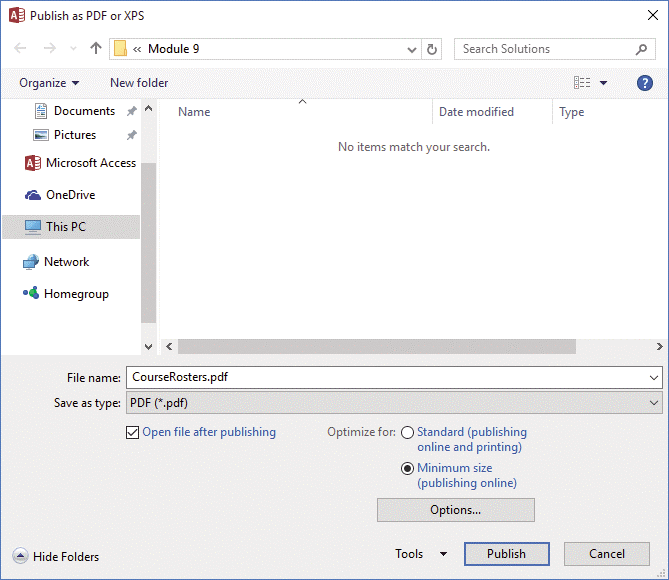 Publish as PDF or XPS
« Module 9
Search Solutions
Organize
New folder
Name
Date modified
Type
Documents
Pictures
Microsoft Access
OneDrive
This PC
Network
Homegroup
No items match your search.
File name:
CourseRosters.pdf
Save as type:
PDF (*.pdf)
Open file after publishing
Optimize for:
Standard (publishing
online and printing)
Minimum size
(publishing online)
Options...
Hide Folders
Tools
Publish
Cancel